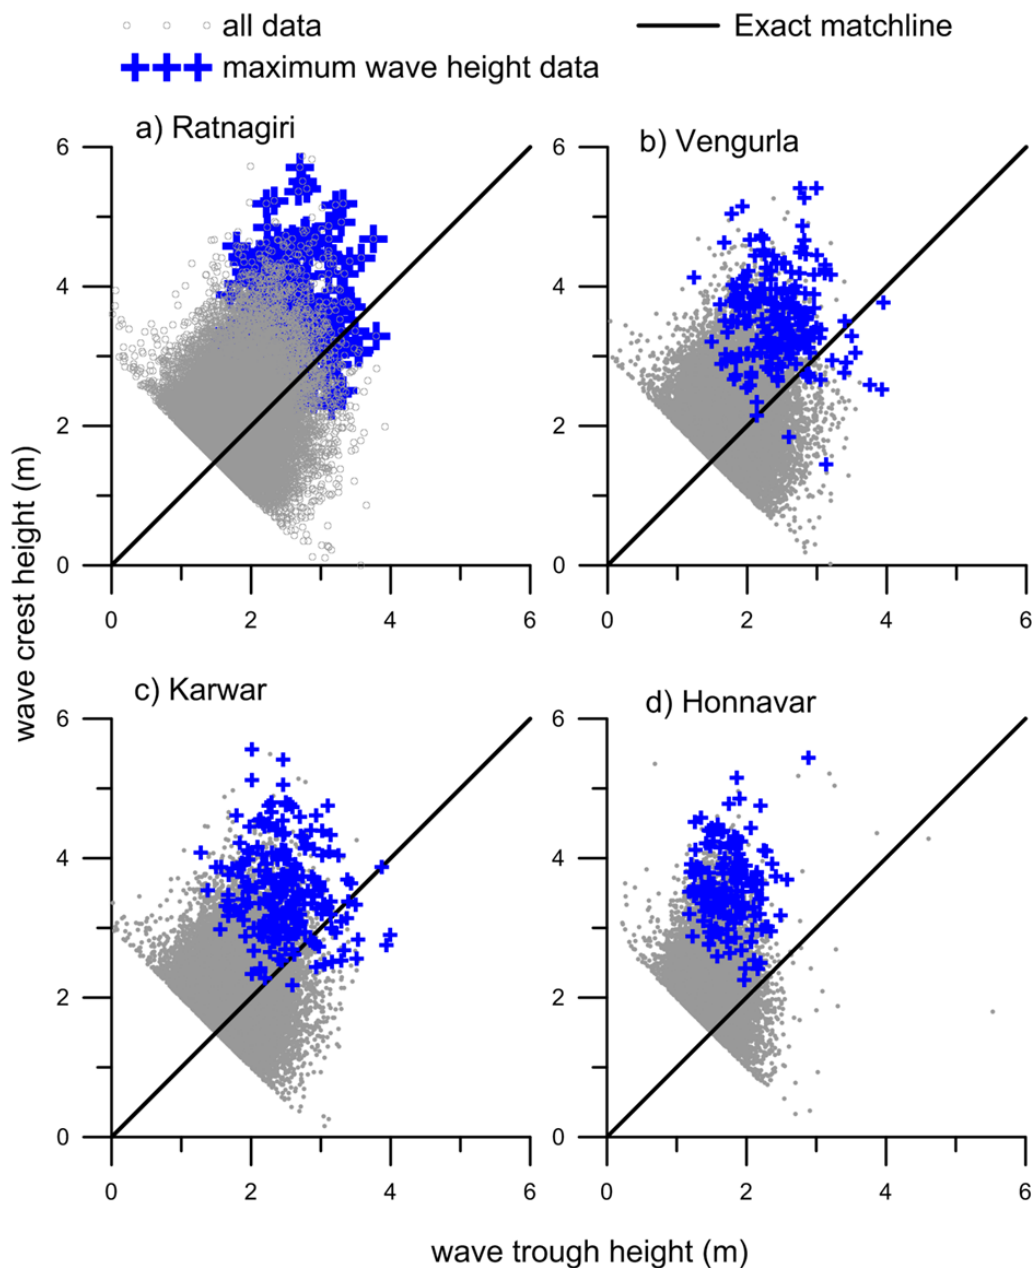 all data
Exact matchline
maximum wave height data
a) Ratnagiri
b) Vengurla
6
4
2
0
0 2 4 6
6
4
2
0
0 2 4 6
wave crest height (m)
c) Karwar
d) Honnavar
6
4
2
0
0 2 4 6
6
4
2
0
0 2 4 6
wave trough height (m)